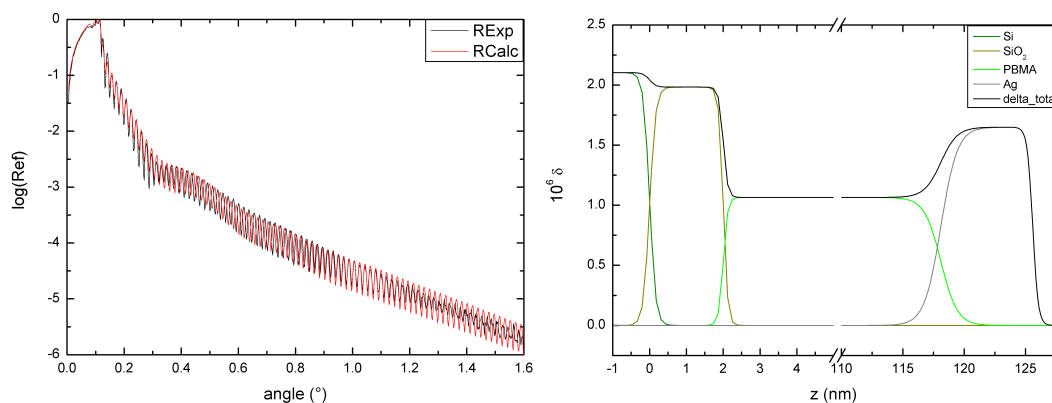 RExp
RCalc
0
-1
-2
-3
-4
-5
-6
log(Ref)
0.0 0.2 0.4 0.6 0.8 1.0 1.2 1.4 1.6
angle (°)
Si
SiO2
PBMA
Ag
delta_total
2.5
2.0
1.5
1.0
0.5
0.0
10^6 δ
-1 0 1 2 3 4 5 110 115 120 125
z (nm)